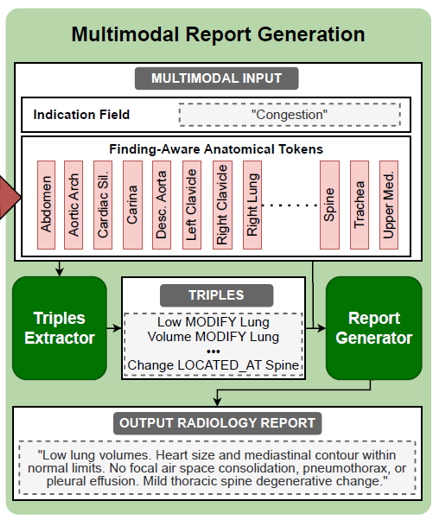 Multimodal Report Generation
MULTIMODAL INPUT
Indication Field
"Congestion"
Finding-Aware Anatomical Tokens
Abdomen
Aortic Arch
Cardiac Sil.
Carina
Desc. Aorta
Left Clavicle
Right Clavicle
Right Lung
.......
Spine
Trachea
Upper Med.
Triples
Extractor
TRIPLES
Low MODIFY Lung
Volume MODIFY Lung
•••
Change LOCATED_AT Spine
Report
Generator
OUTPUT RADIOLOGY REPORT
"Low lung volumes. Heart size and mediastinal contour within
normal limits. No focal air space consolidation, pneumothorax, or
pleural effusion. Mild thoracic spine degenerative change."